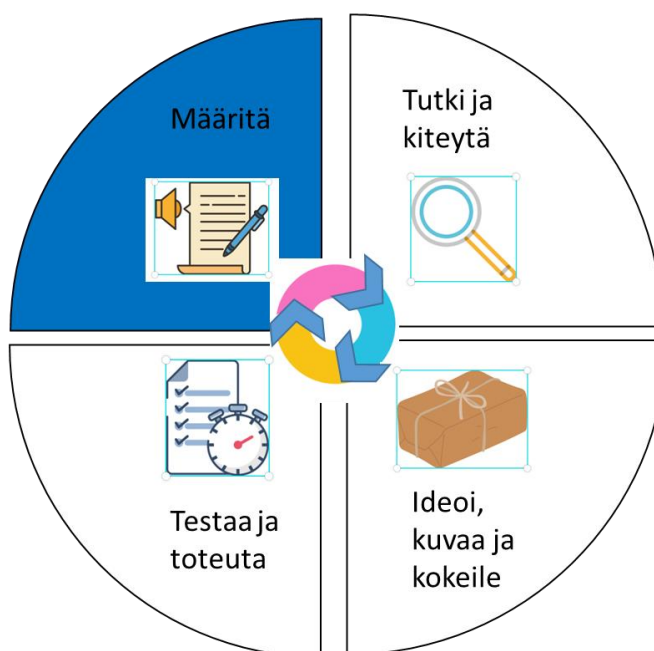 Määritä
Tutki ja
kiteytä
Ideoi,
kuvaa ja
kokeile
Testaa ja
toteuta